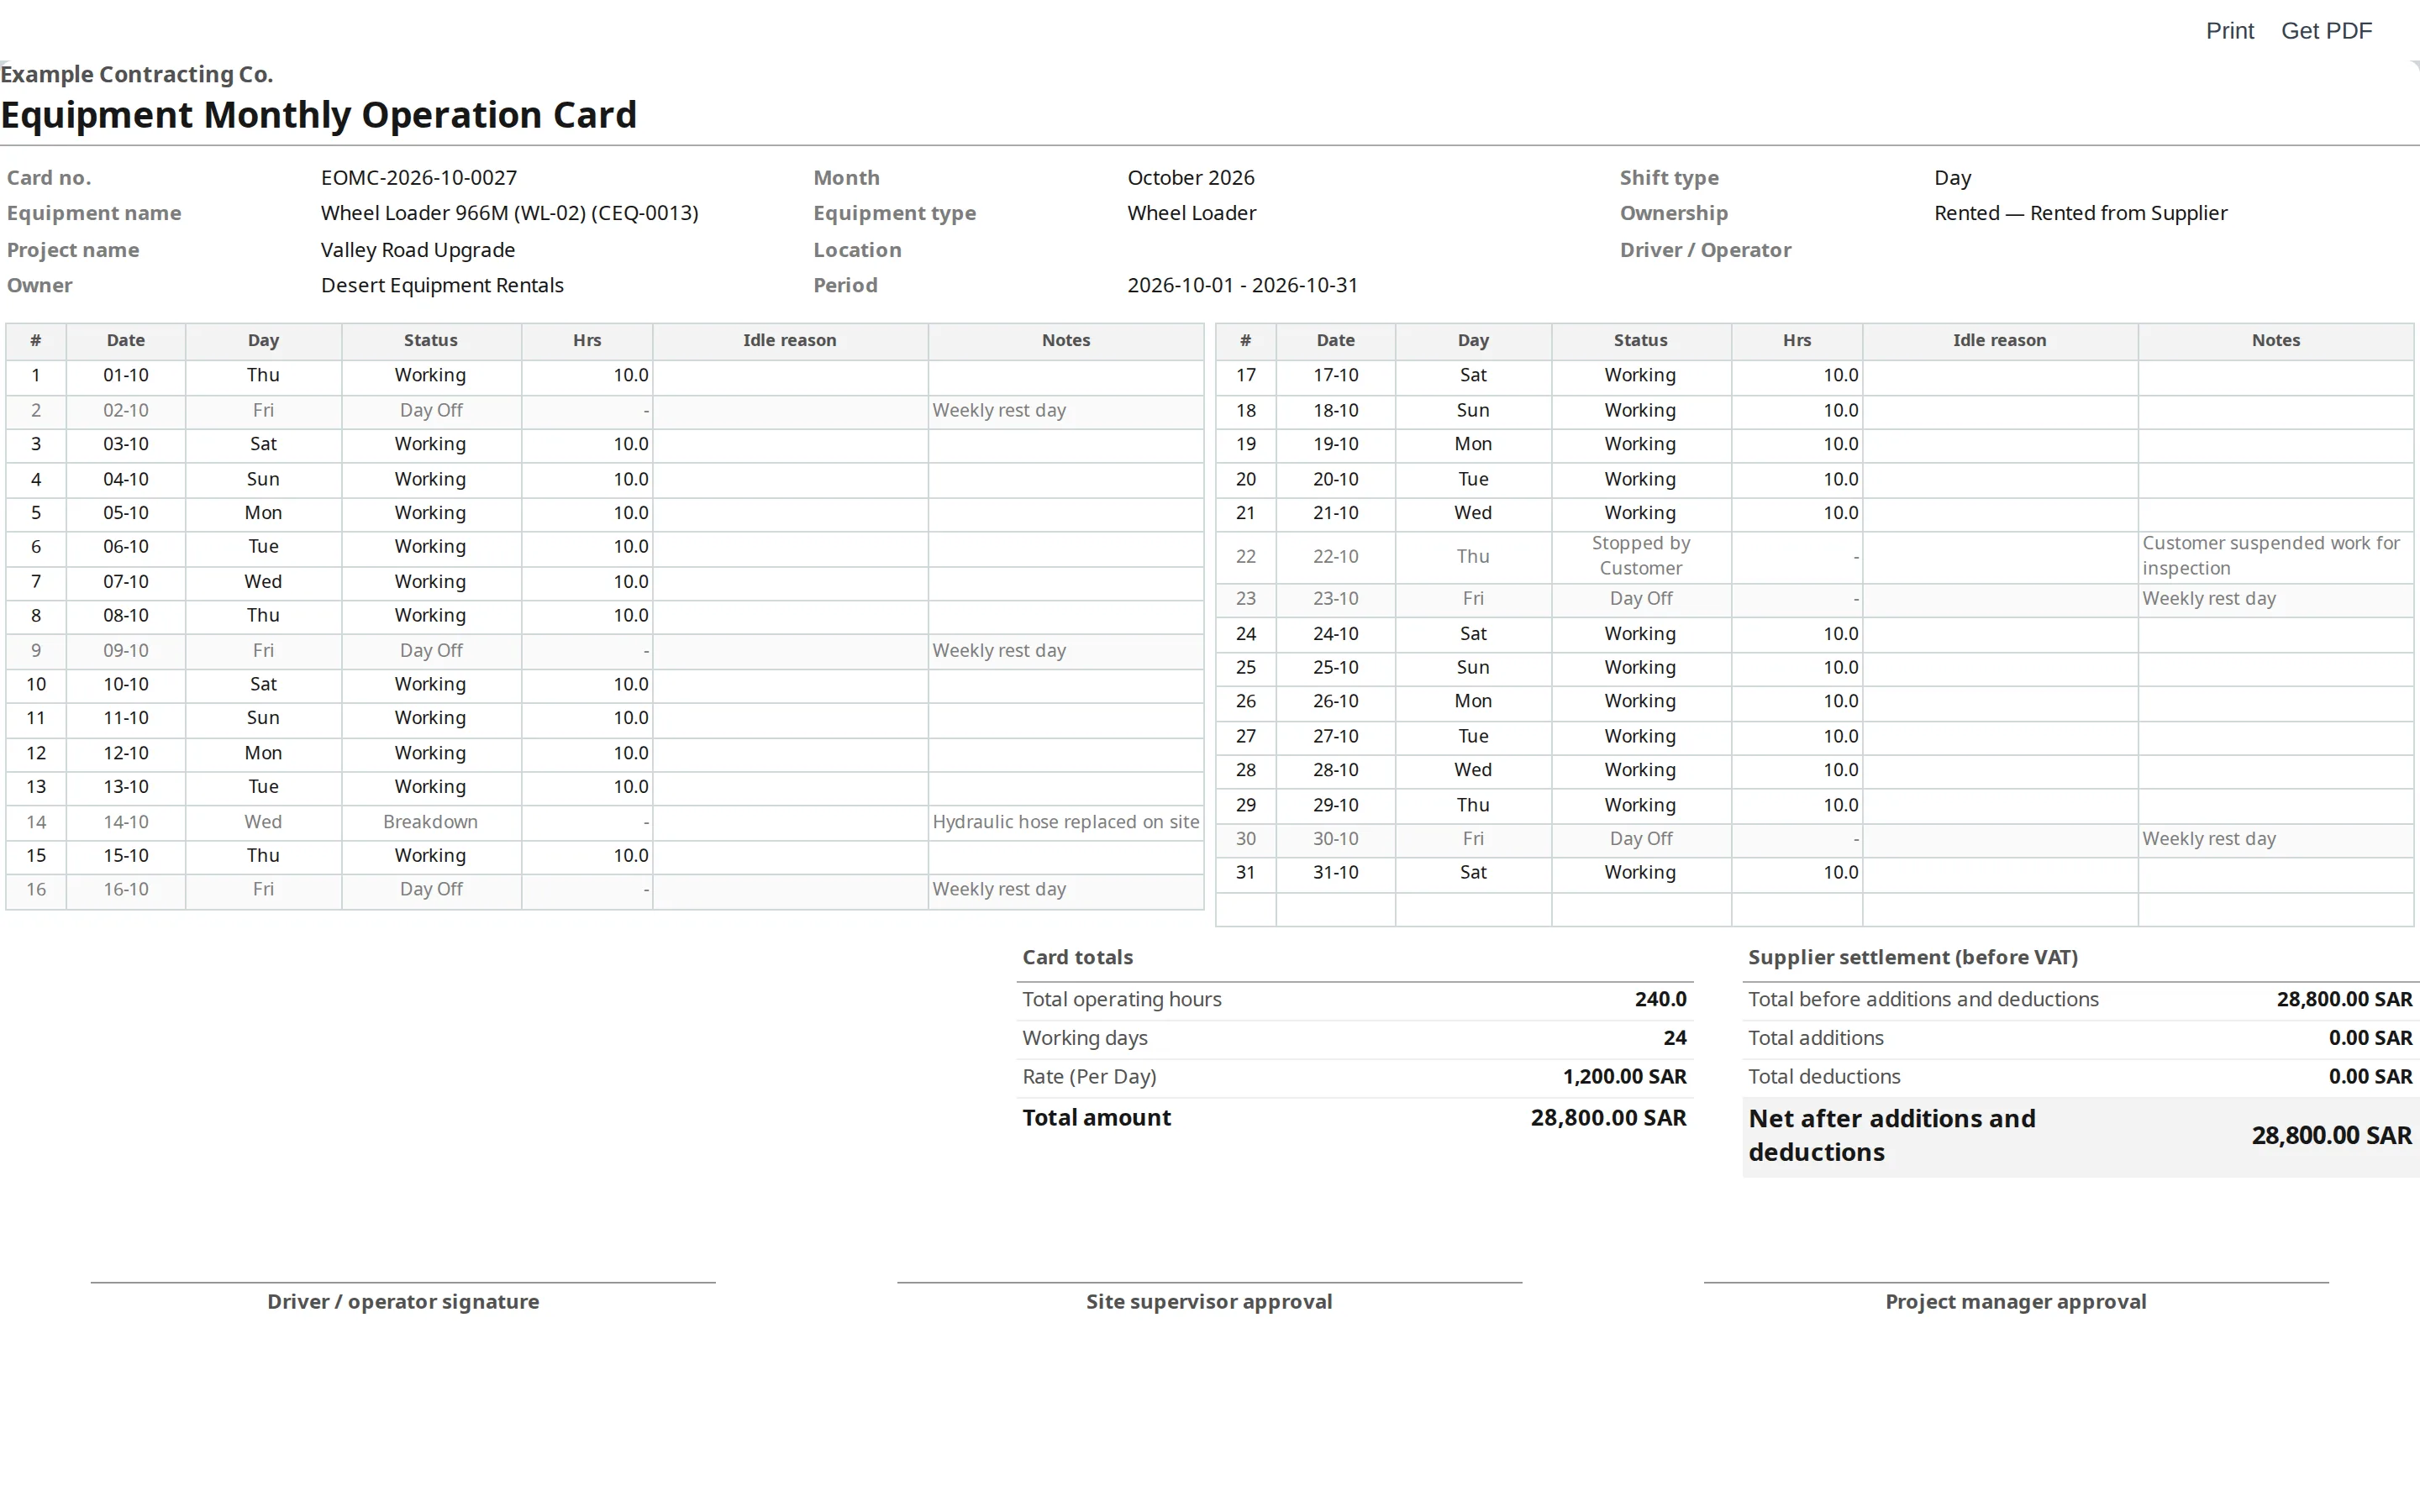 Print Get PDF
Example Contracting Co.
Equipment Monthly Operation Card
Card no. EOMC-2026-10-0027 Month October 2026 Shift type Day
Equipment name Wheel Loader 966M (WL-02) (CEQ-0013) Equipment type Wheel Loader Ownership Rented — Rented from Supplier
Project name Valley Road Upgrade Location Driver / Operator
Owner Desert Equipment Rentals Period 2026-10-01 - 2026-10-31
# Date Day Status Hrs Idle reason Notes
1 01-10 Thu Working 10.0
2 02-10 Fri Day Off - Weekly rest day
3 03-10 Sat Working 10.0
4 04-10 Sun Working 10.0
5 05-10 Mon Working 10.0
6 06-10 Tue Working 10.0
7 07-10 Wed Working 10.0
8 08-10 Thu Working 10.0
9 09-10 Fri Day Off - Weekly rest day
10 10-10 Sat Working 10.0
11 11-10 Sun Working 10.0
12 12-10 Mon Working 10.0
13 13-10 Tue Working 10.0
14 14-10 Wed Breakdown - Hydraulic hose replaced on site
15 15-10 Thu Working 10.0
16 16-10 Fri Day Off - Weekly rest day
# Date Day Status Hrs Idle reason Notes
17 17-10 Sat Working 10.0
18 18-10 Sun Working 10.0
19 19-10 Mon Working 10.0
20 20-10 Tue Working 10.0
21 21-10 Wed Working 10.0
22 22-10 Thu Stopped by Customer - Customer suspended work for inspection
23 23-10 Fri Day Off - Weekly rest day
24 24-10 Sat Working 10.0
25 25-10 Sun Working 10.0
26 26-10 Mon Working 10.0
27 27-10 Tue Working 10.0
28 28-10 Wed Working 10.0
29 29-10 Thu Working 10.0
30 30-10 Fri Day Off - Weekly rest day
31 31-10 Sat Working 10.0
Card totals
Total operating hours 240.0
Working days 24
Rate (Per Day) 1,200.00 SAR
Total amount 28,800.00 SAR
Supplier settlement (before VAT)
Total before additions and deductions 28,800.00 SAR
Total additions 0.00 SAR
Total deductions 0.00 SAR
Net after additions and
deductions 28,800.00 SAR
Driver / operator signature Site supervisor approval Project manager approval